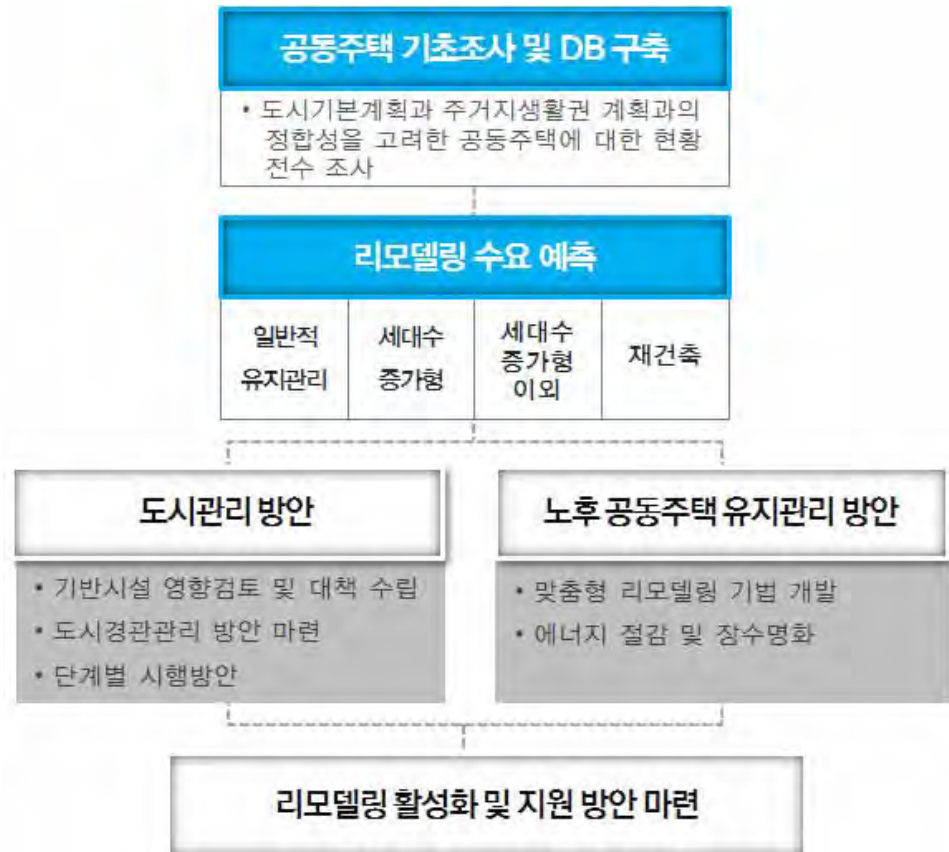 공동주택 기초조사 및 DB 구축
• 도시기본계획과 주거지생활권 계획과의
정합성을 고려한 공동주택에 대한 현황
전수 조사
리모델링 수요 예측
일반적
유지관리
세대수
증가형
세대수
증가형
이외
재건축
도시관리 방안
• 기반시설 영향검토 및 대책 수립
• 도시경관관리 방안 마련
• 단계별 시행방안
노후 공동주택 유지관리 방안
• 맞춤형 리모델링 기법 개발
• 에너지 절감 및 장수명화
리모델링 활성화 및 지원 방안 마련